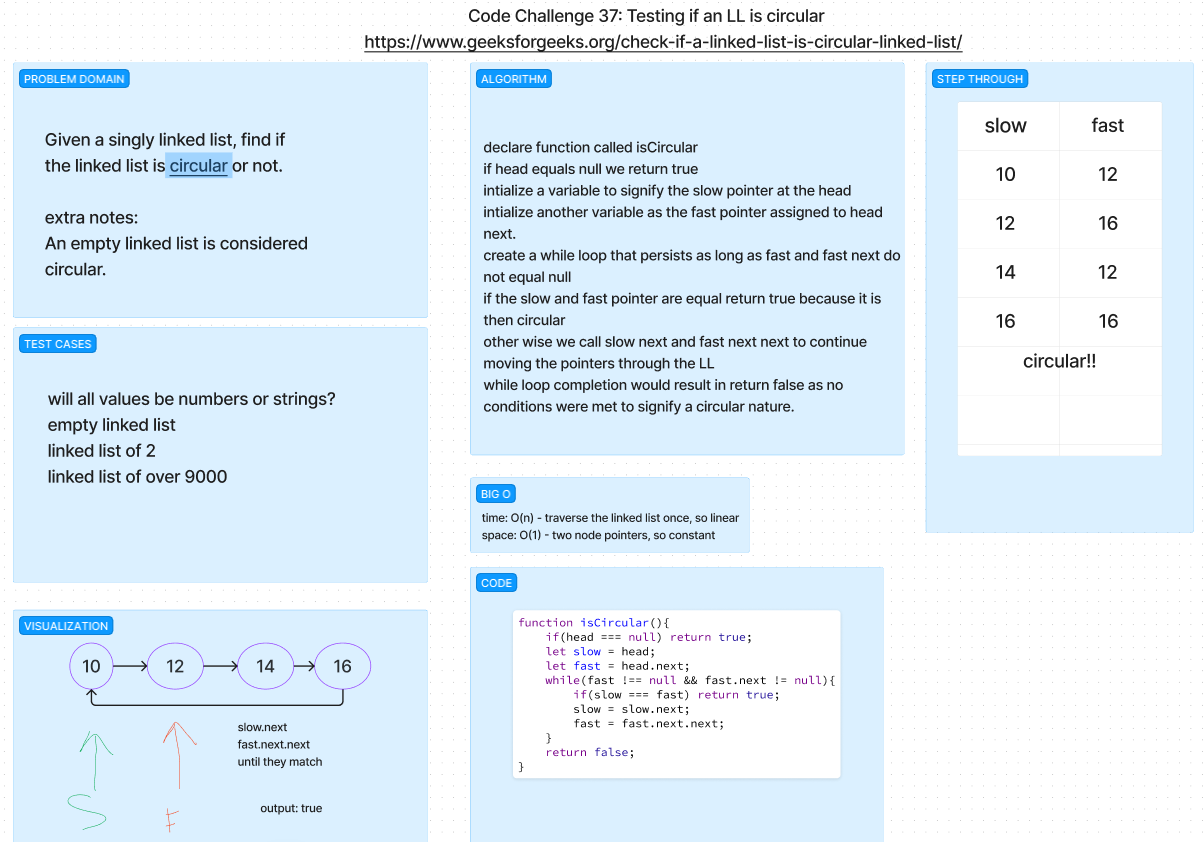 Code Challenge 37: Testing if an LL is circular
https://www.geeksforgeeks.org/check-if-a-linked-list-is-circular-linked-list/
PROBLEM DOMAIN
Given a singly linked list, find if
the linked list is circular or not.
extra notes:
An empty linked list is considered
circular.
TEST CASES
will all values be numbers or strings?
empty linked list
linked list of 2
linked list of over 9000
VISUALIZATION
10 12 14 16
slow.next
fast.next.next
until they match
output: true
S F
ALGORITHM
declare function called isCircular
if head equals null we return true
intialize a variable to signify the slow pointer at the head
intialize another variable as the fast pointer assigned to head
next.
create a while loop that persists as long as fast and fast next do
not equal null
if the slow and fast pointer are equal return true because it is
then circular
other wise we call slow next and fast next next to continue
moving the pointers through the LL
while loop completion would result in return false as no
conditions were met to signify a circular nature.
BIG O
time: O(n) - traverse the linked list once, so linear
space: O(1) - two node pointers, so constant
CODE
function isCircular(){
if(head === null) return true;
let slow = head;
let fast = head.next;
while(fast !== null && fast.next != null){
if(slow === fast) return true;
slow = slow.next;
fast = fast.next.next;
}
return false;
}
STEP THROUGH
slow fast
10 12
12 16
14 12
16 16
circular!!